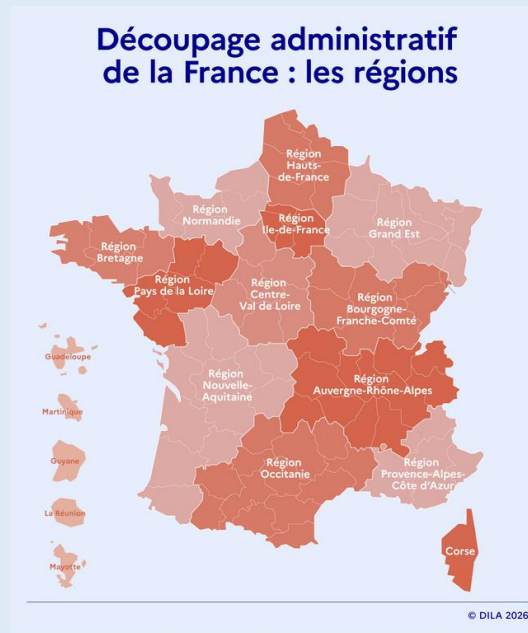 Découpage administratif
de la France : les régions
Région
Hauts-
de-France
Région
Normandie
Région
Ile-de-France
Région
Grand Est
Région
Bretagne
Région
Pays de la Loire
Région
Centre-
Val de Loire
Région
Bourgogne-
Franche-Comté
Guadeloupe
Région
Nouvelle-
Aquitaine
Région
Auvergne-Rhône-Alpes
Martinique
Guyane
Région
Occitanie
Région
Provence-Alpes-
Côte d'Azur
La Réunion
Corse
Mayotte
© DILA 2026